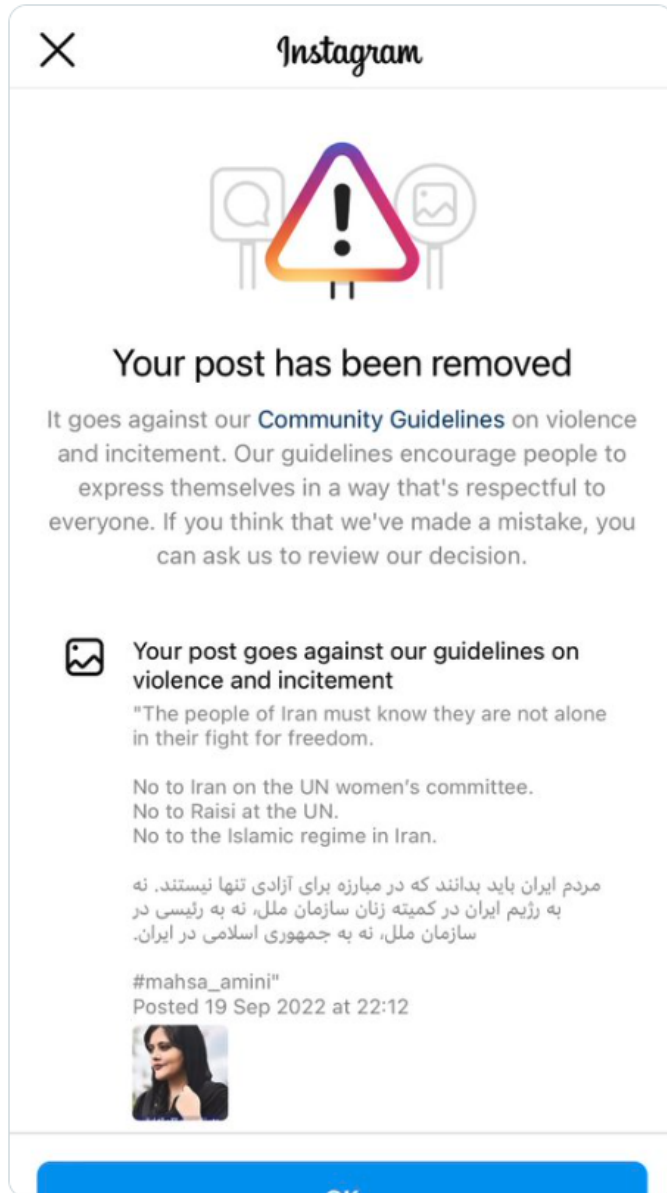 Instagram
Your post has been removed
It goes against our Community Guidelines on violence
and incitement. Our guidelines encourage people to
express themselves in a way that's respectful to
everyone. If you think that we've made a mistake, you
can ask us to review our decision.
Your post goes against our guidelines on
violence and incitement
"The people of Iran must know they are not alone
in their fight for freedom.
No to Iran on the UN women's committee.
No to Raisi at the UN.
No to the Islamic regime in Iran.
مردم ایران باید بدانند که در مبارزه برای آزادی تنها نیستند. نه
به رژیم ایران در کمیته زنان سازمان ملل، نه به رئیسی در
سازمان ملل، نه به جمهوری اسلامی در ایران.
#mahsa_amini"
Posted 19 Sep 2022 at 22:12